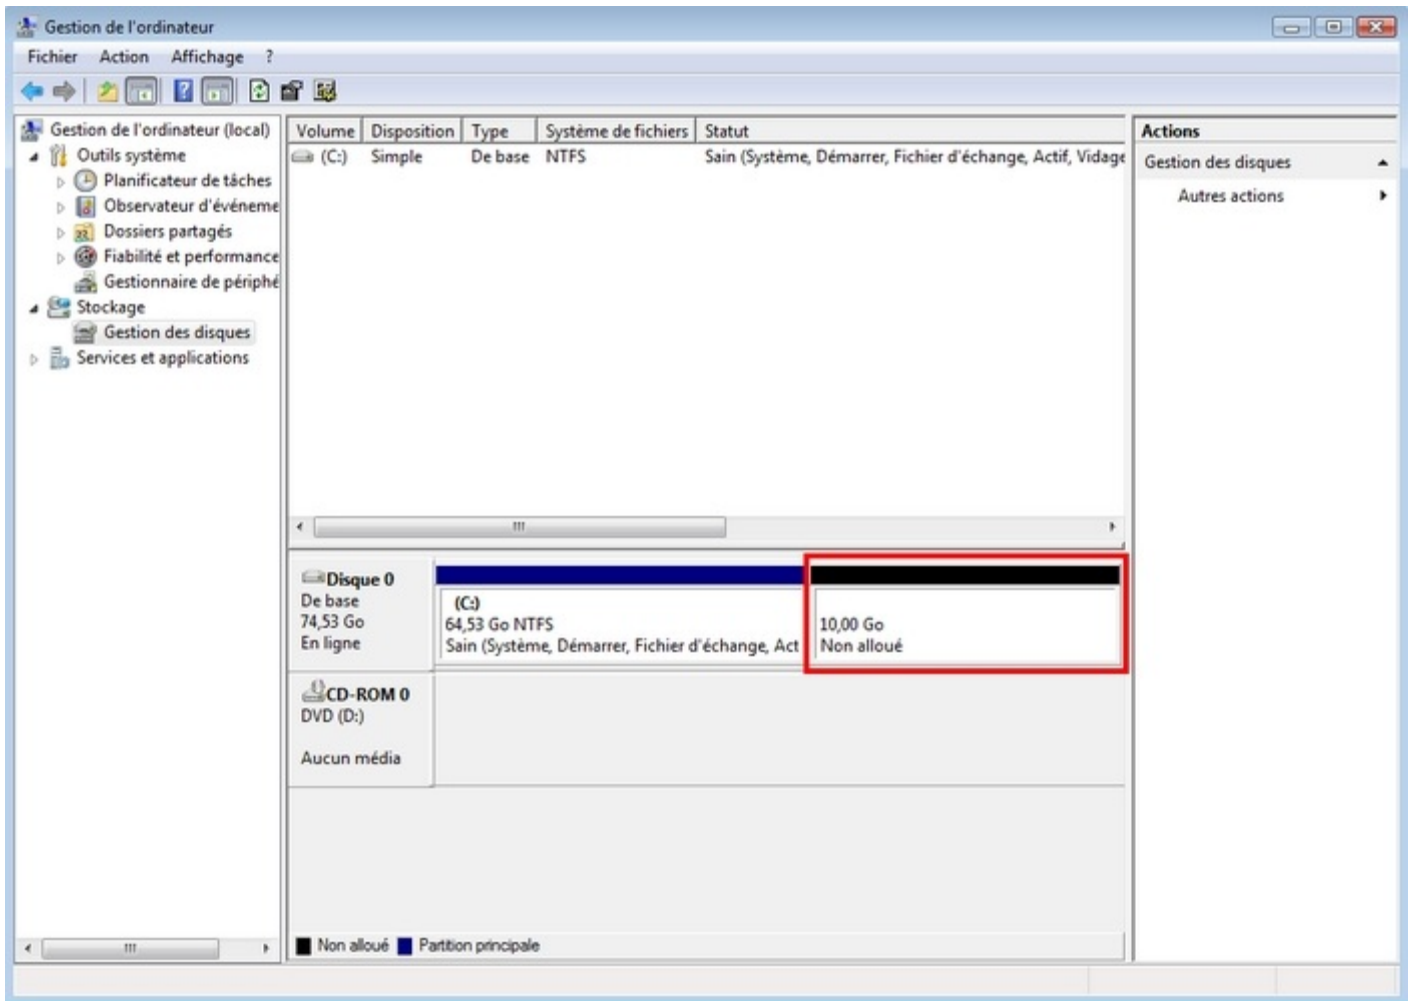 Gestion de l'ordinateur
Fichier Action Affichage ?
Gestion de l'ordinateur (local)
Outils système
Planificateur de tâches
Observateur d'événeme
Dossiers partagés
Fiabilité et performance
Gestionnaire de périphé
Stockage
Gestion des disques
Services et applications
Volume Disposition Type Système de fichiers Statut
(C:) Simple De base NTFS Sain (Système, Démarrer, Fichier d'échange, Actif, Vidage
Actions
Gestion des disques
Autres actions
Disque 0
De base
74,53 Go
En ligne
(C:)
64,53 Go NTFS
Sain (Système, Démarrer, Fichier d'échange, Act
10,00 Go
Non alloué
CD-ROM 0
DVD (D:)
Aucun média
Non alloué Partition principale